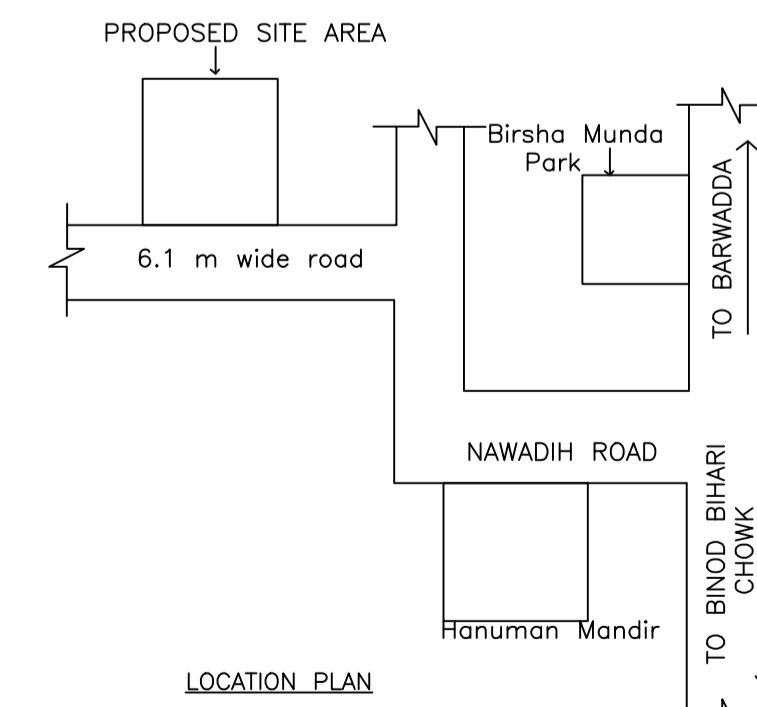 PROPOSED SITE AREA
Birsha Munda
Park
6.1 m wide road
TO BARWADDA
NAWADIH ROAD
TO BINOD BIHARI
CHOWK
Hanuman Mandir
LOCATION PLAN